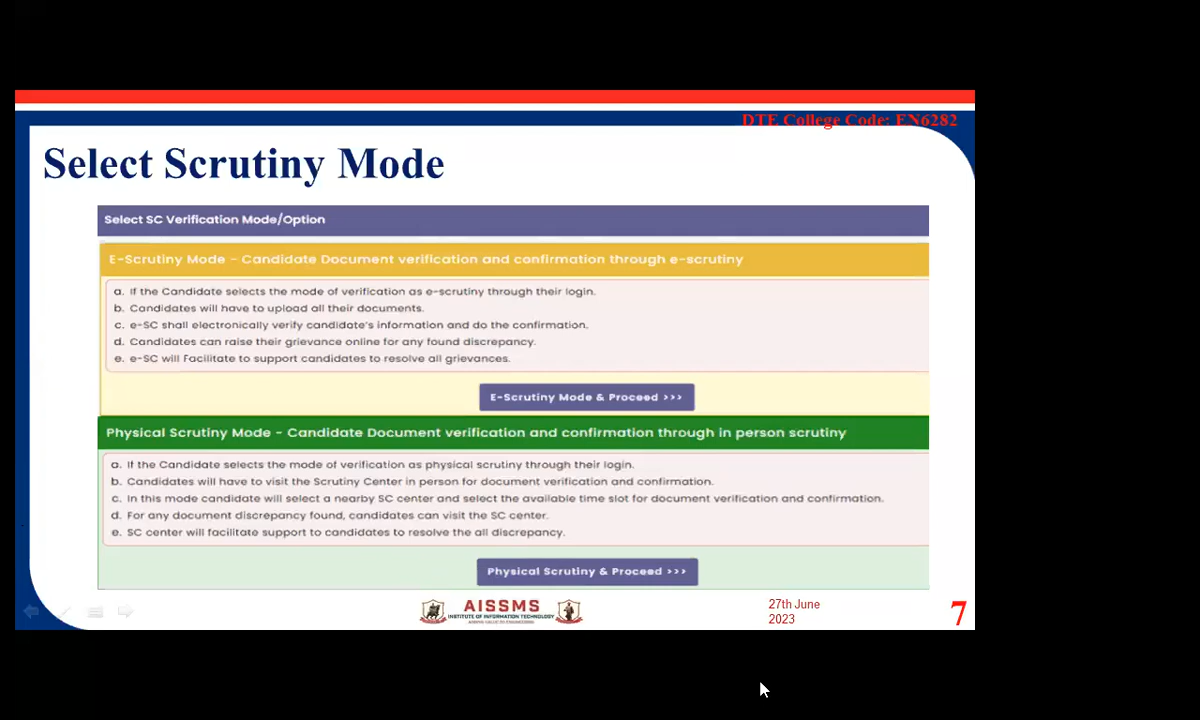 DTE College Code: EN6282
Select Scrutiny Mode
Select SC Verification Mode/Option
E-Scrutiny Mode - Candidate Document verification and confirmation through e-scrutiny
a. If the Candidate selects the mode of verification as e-scrutiny through their login.
b. Candidates will have to upload all their documents.
c. e-SC shall electronically verify candidate's information and do the confirmation.
d. Candidates can raise their grievance online for any found discrepancy.
e. e-SC will Facilitate to support candidates to resolve all grievances.
E-Scrutiny Mode & Proceed >>>
Physical Scrutiny Mode - Candidate Document verification and confirmation through in person scrutiny
a. If the Candidate selects the mode of verification as physical scrutiny through their login.
b. Candidates will have to visit the Scrutiny Center in person for document verification and confirmation.
c. In this mode candidate will select a nearby SC center and select the available time slot for document verification and confirmation.
d. For any document discrepancy found, candidates can visit the SC center.
e. SC center will facilitate support to candidates to resolve the all discrepancy.
Physical Scrutiny & Proceed >>>
AISSMS
INSTITUTE OF INFORMATION TECHNOLOGY
27th June
2023
7